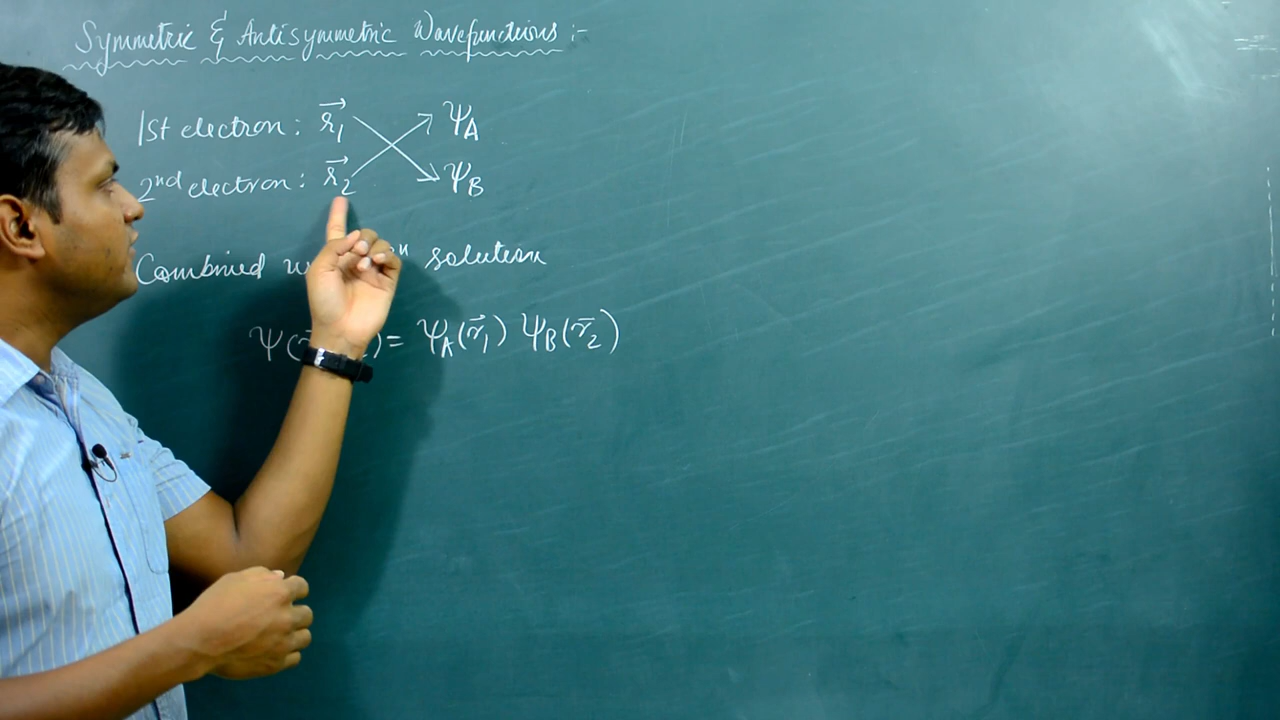 Symmetric & Antisymmetric Wavefunctions :-
1st electron : r⃗₁ ψ_A
2nd electron : r⃗₂ ψ_B
Combined solution
ψ( ) = ψ_A(r⃗₁) ψ_B(r⃗₂)